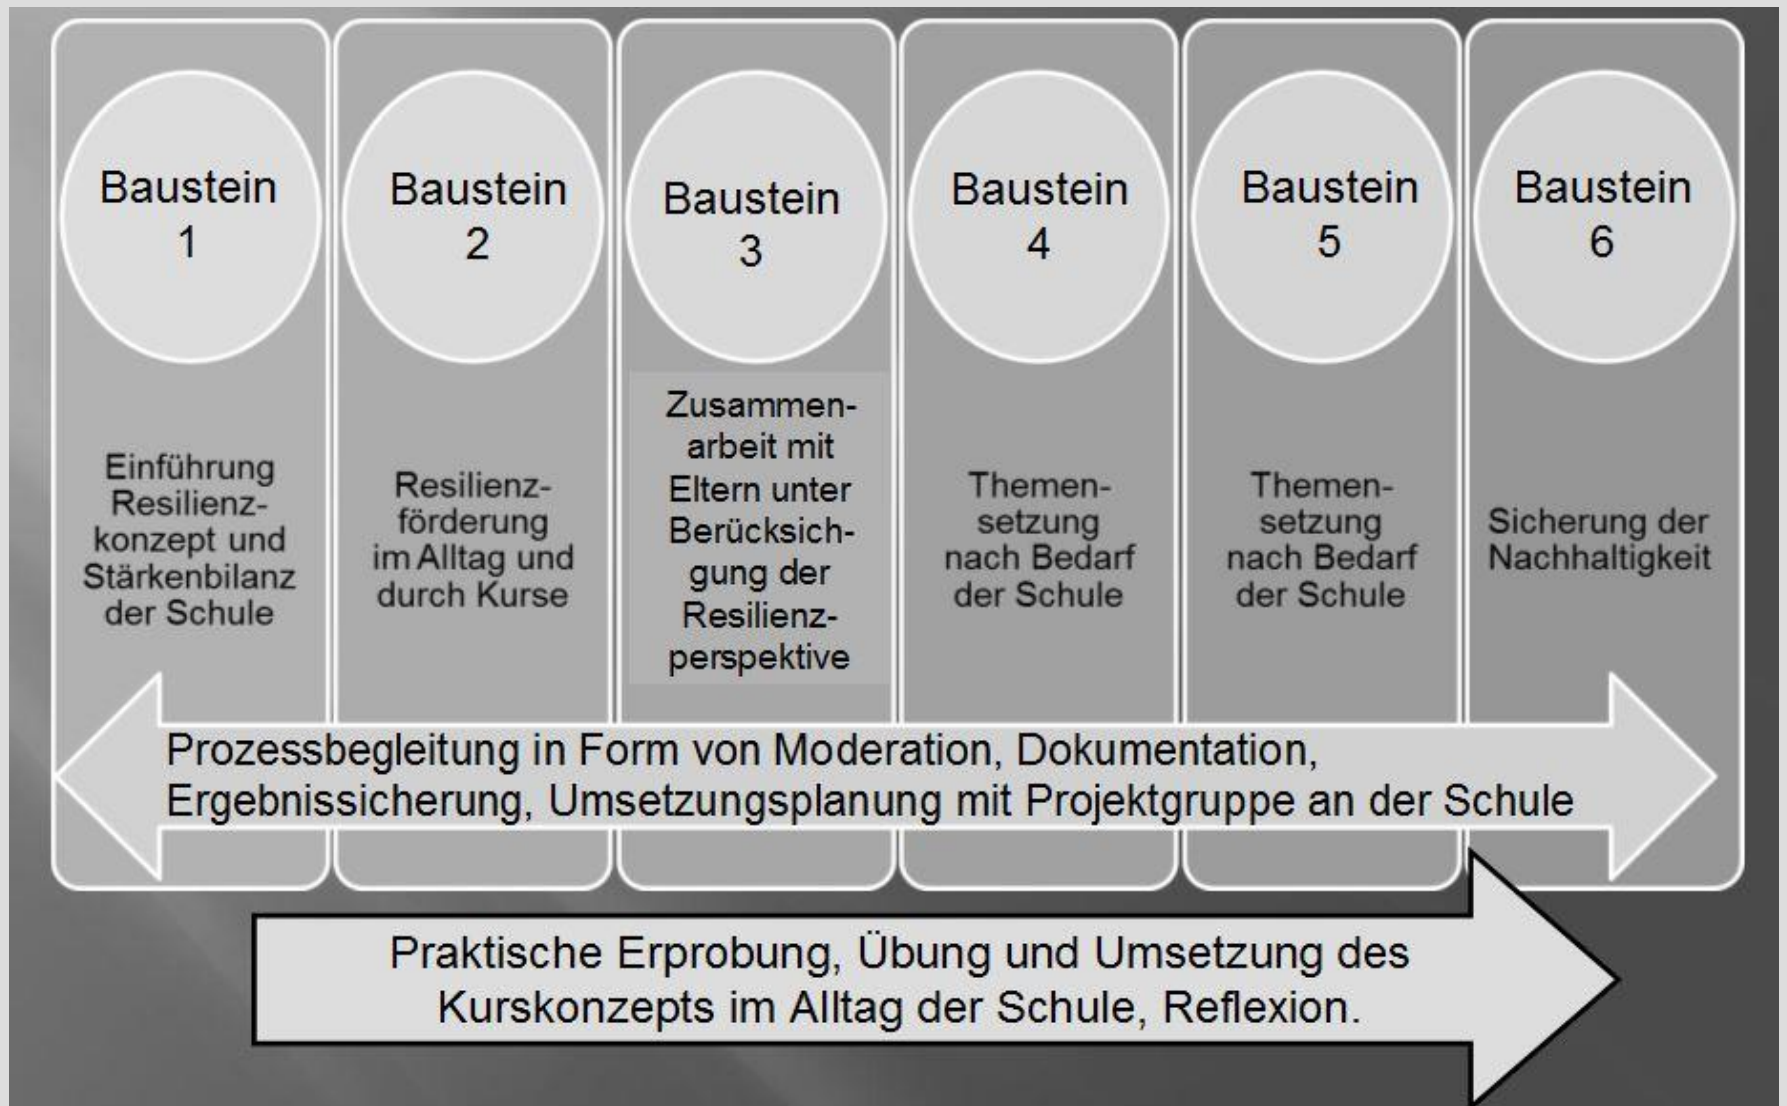 Baustein
1
Einführung
Resilienz-
konzept und
Stärkenbilanz
der Schule
Baustein
2
Resilienz-
förderung
im Alltag und
durch Kurse
Baustein
3
Zusammen-
arbeit mit
Eltern unter
Berücksich-
gung der
Resilienz-
perspektive
Baustein
4
Themen-
setzung
nach Bedarf
der Schule
Baustein
5
Themen-
setzung
nach Bedarf
der Schule
Baustein
6
Sicherung der
Nachhaltigkeit
Prozessbegleitung in Form von Moderation, Dokumentation,
Ergebnissicherung, Umsetzungsplanung mit Projektgruppe an der Schule
Praktische Erprobung, Übung und Umsetzung des
Kurskonzepts im Alltag der Schule, Reflexion.